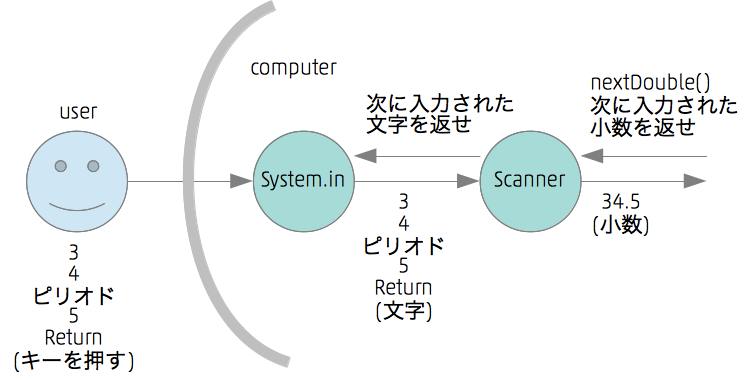 computer
user
System.in
次に入力された
文字を返せ
Scanner
nextDouble()
次に入力された
小数を返せ
3
4
ピリオド
5
Return
(キーを押す)
3
4
ピリオド
5
Return
(文字)
34.5
(小数)